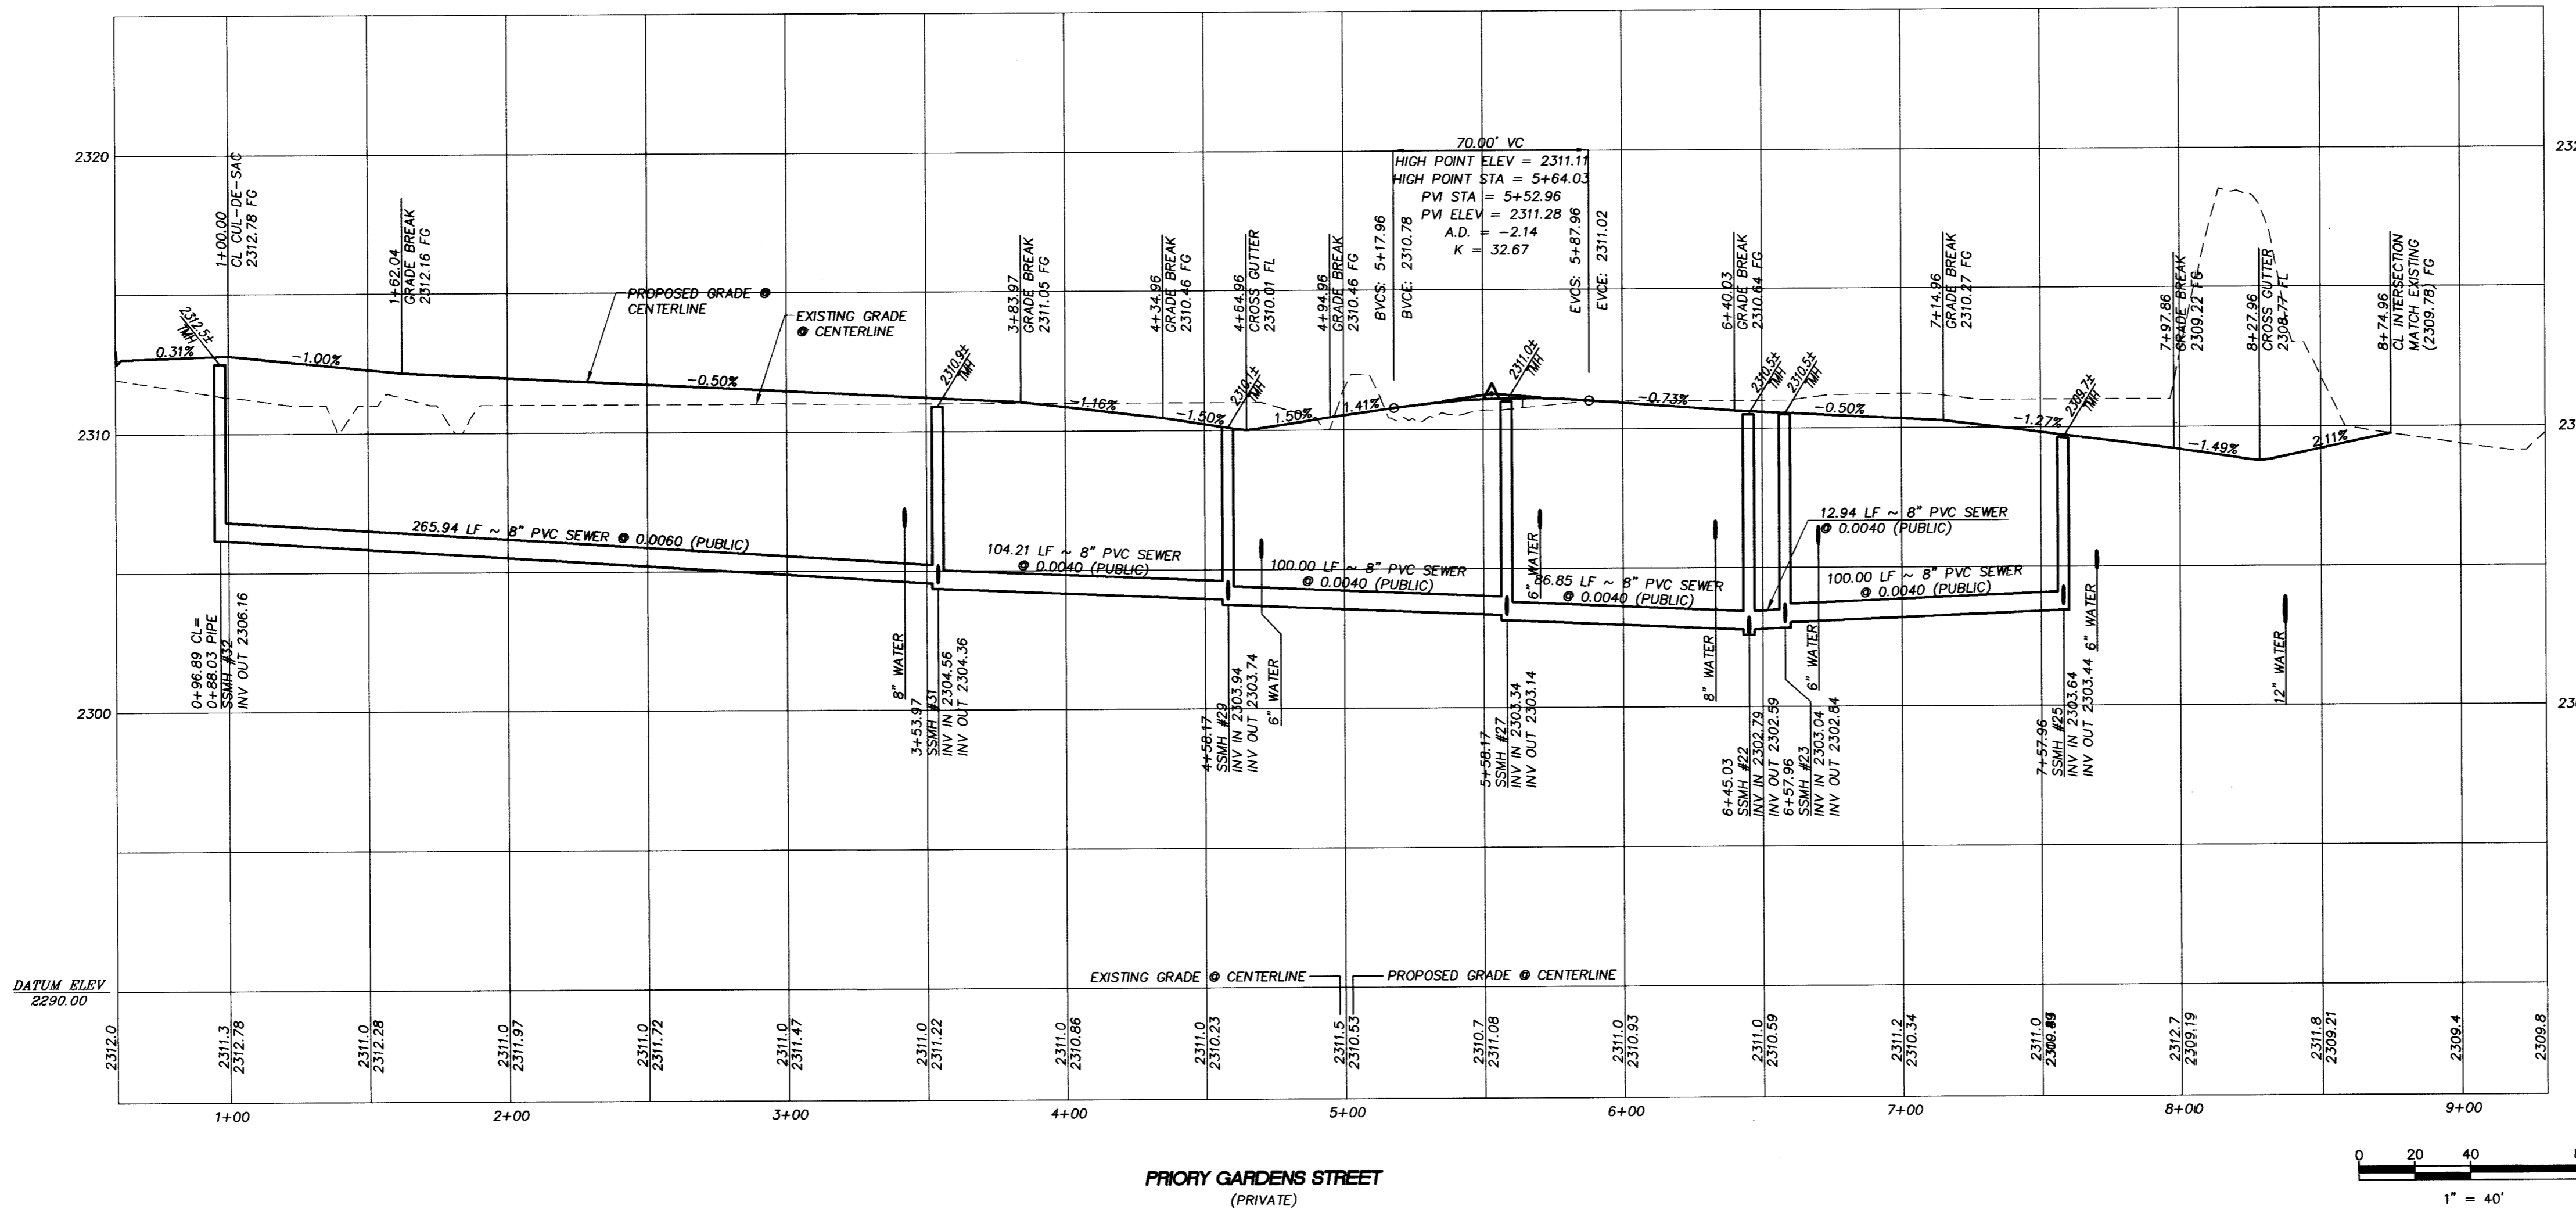 2320
2310
2300
DATUM ELEV
2290.00
1+00.00
CL CUL-DE-SAC
2312.78 FG
2312.5±
TMH
0.31%
-1.00%
1+62.04
GRADE BREAK
2312.16 FG
PROPOSED GRADE @
CENTERLINE
EXISTING GRADE
@ CENTERLINE
-0.50%
2310.9±
TMH
3+83.97
GRADE BREAK
2311.05 FG
-1.16%
4+34.96
GRADE BREAK
2310.46 FG
-1.50%
2310.1±
TMH
4+64.96
CROSS GUTTER
2310.01 FL
1.50%
4+94.96
GRADE BREAK
2310.46 FG
1.41%
BVCS: 5+17.96
BVCE: 2310.78
70.00' VC
HIGH POINT ELEV = 2311.11
HIGH POINT STA = 5+64.03
PVI STA = 5+52.96
PVI ELEV = 2311.28
A.D. = -2.14
K = 32.67
EVCS: 5+87.96
EVCE: 2311.02
2311.0±
TMH
-0.73%
6+40.03
GRADE BREAK
2310.64 FG
2310.5±
TMH
2310.5±
TMH
-0.50%
7+14.96
GRADE BREAK
2310.27 FG
-1.27%
2309.7±
TMH
7+97.86
GRADE BREAK
2309.22 FG
-1.49%
8+27.96
CROSS GUTTER
2308.77 FL
2.11%
8+74.96
CL INTERSECTION
MATCH EXISTING
(2309.78) FG
265.94 LF ~ 8" PVC SEWER @ 0.0060 (PUBLIC)
104.21 LF ~ 8" PVC SEWER
@ 0.0040 (PUBLIC)
100.00 LF ~ 8" PVC SEWER
@ 0.0040 (PUBLIC)
86.85 LF ~ 8" PVC SEWER
@ 0.0040 (PUBLIC)
12.94 LF ~ 8" PVC SEWER
@ 0.0040 (PUBLIC)
100.00 LF ~ 8" PVC SEWER
@ 0.0040 (PUBLIC)
0+96.89 CL=
0+88.03 PIPE
SSMH #32
INV OUT 2306.16
8" WATER
3+53.97
SSMH #31
INV IN 2304.56
INV OUT 2304.36
4+58.17
SSMH #29
INV IN 2303.94
INV OUT 2303.74
6" WATER
5+58.17
SSMH #27
INV IN 2303.34
INV OUT 2303.14
6" WATER
8" WATER
6+45.03
SSMH #22
INV IN 2302.79
INV OUT 2302.59
6+57.96
SSMH #23
INV IN 2303.04
INV OUT 2302.84
6" WATER
7+57.96
SSMH #25
INV IN 2303.64
INV OUT 2303.44
6" WATER
12" WATER
EXISTING GRADE @ CENTERLINE
PROPOSED GRADE @ CENTERLINE
2312.0
2311.3
2312.78
2311.0
2312.28
2311.0
2311.97
2311.0
2311.72
2311.0
2311.47
2311.0
2311.22
2311.0
2310.86
2311.0
2310.23
2311.5
2310.53
2310.7
2311.08
2311.0
2310.93
2311.0
2310.59
2311.2
2310.34
2311.0
2312.7
2309.19
2311.8
2309.21
2309.4
2309.8
1+00
2+00
3+00
4+00
5+00
6+00
7+00
8+00
9+00
PRIORY GARDENS STREET
(PRIVATE)
0 20 40
1" = 40'